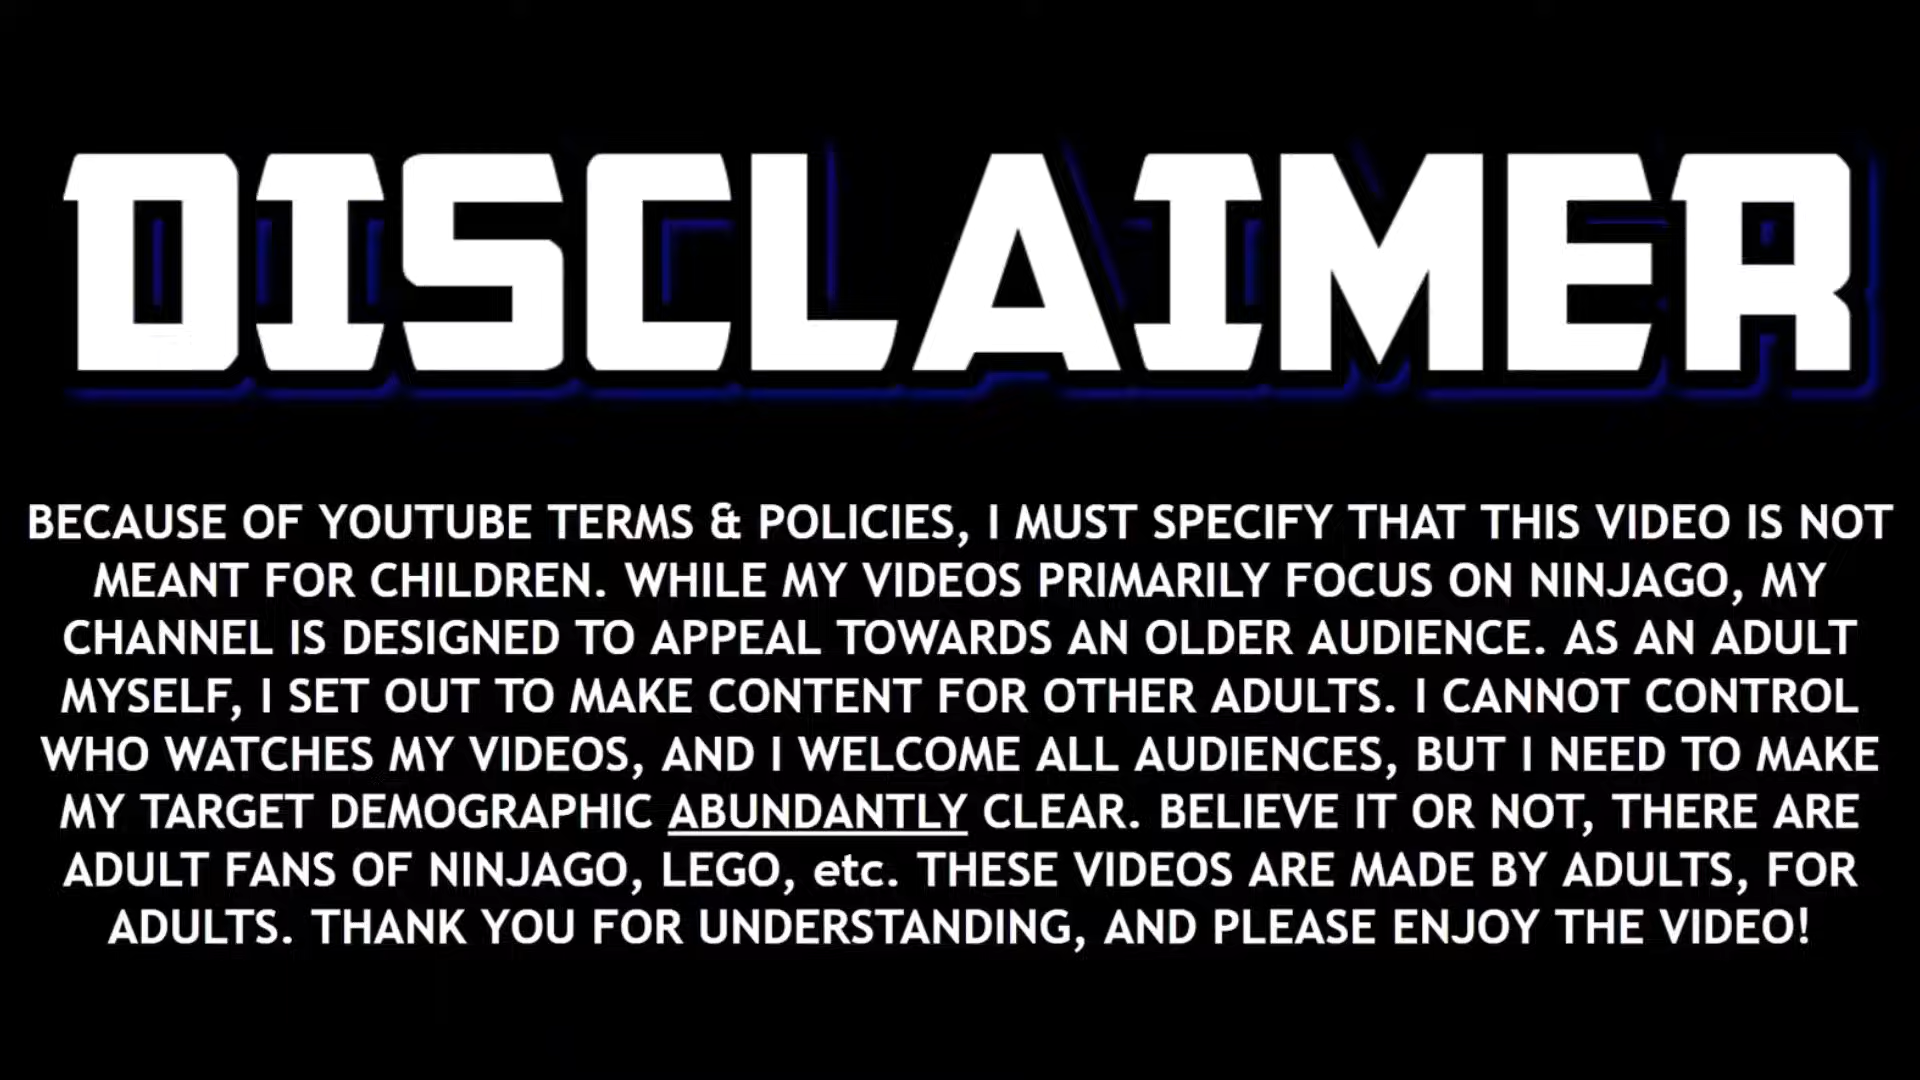 DISCLAIMER
BECAUSE OF YOUTUBE TERMS & POLICIES, I MUST SPECIFY THAT THIS VIDEO IS NOT
MEANT FOR CHILDREN. WHILE MY VIDEOS PRIMARILY FOCUS ON NINJAGO, MY
CHANNEL IS DESIGNED TO APPEAL TOWARDS AN OLDER AUDIENCE. AS AN ADULT
MYSELF, I SET OUT TO MAKE CONTENT FOR OTHER ADULTS. I CANNOT CONTROL
WHO WATCHES MY VIDEOS, AND I WELCOME ALL AUDIENCES, BUT I NEED TO MAKE
MY TARGET DEMOGRAPHIC ABUNDANTLY CLEAR. BELIEVE IT OR NOT, THERE ARE
ADULT FANS OF NINJAGO, LEGO, etc. THESE VIDEOS ARE MADE BY ADULTS, FOR
ADULTS. THANK YOU FOR UNDERSTANDING, AND PLEASE ENJOY THE VIDEO!